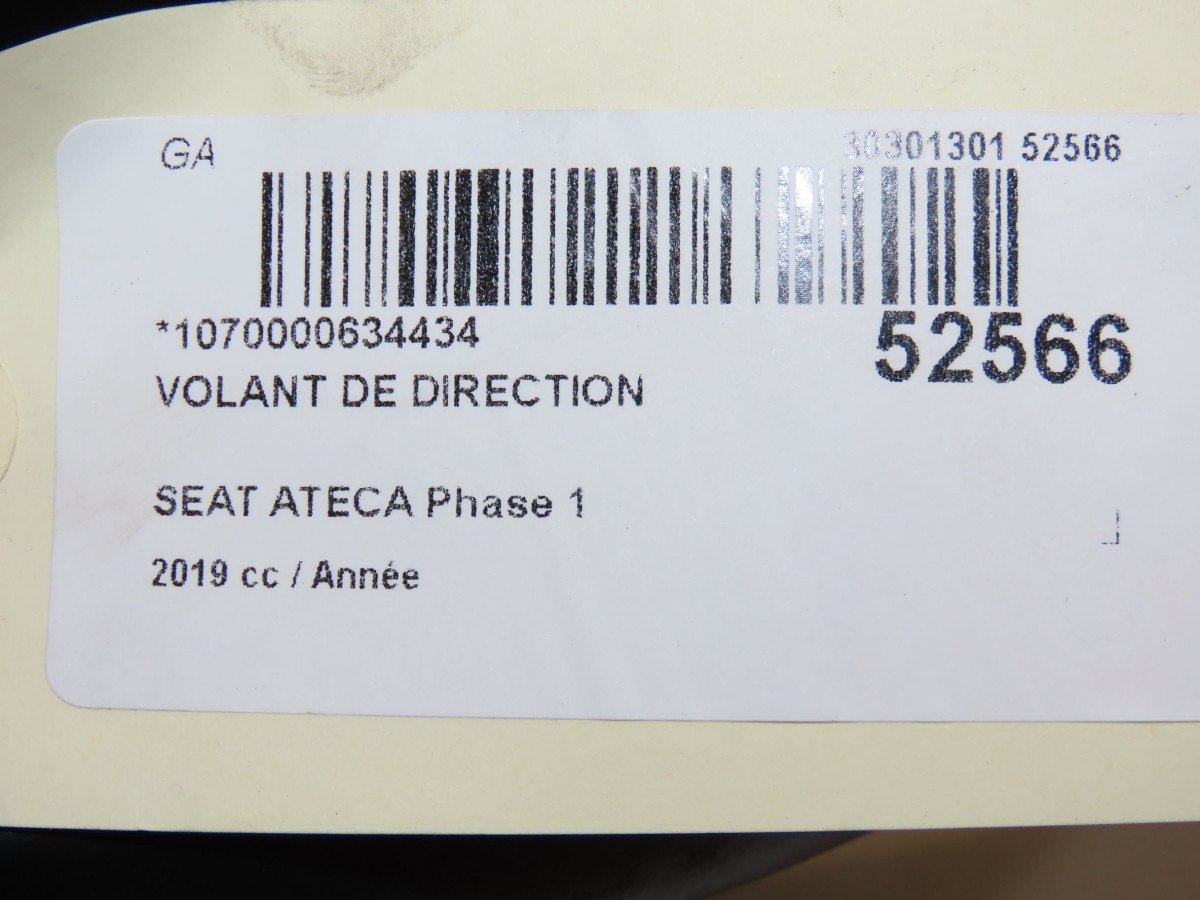 GA
30301301 52566
*1070000634434
52566
VOLANT DE DIRECTION
SEAT ATECA Phase 1
2019 cc / Année